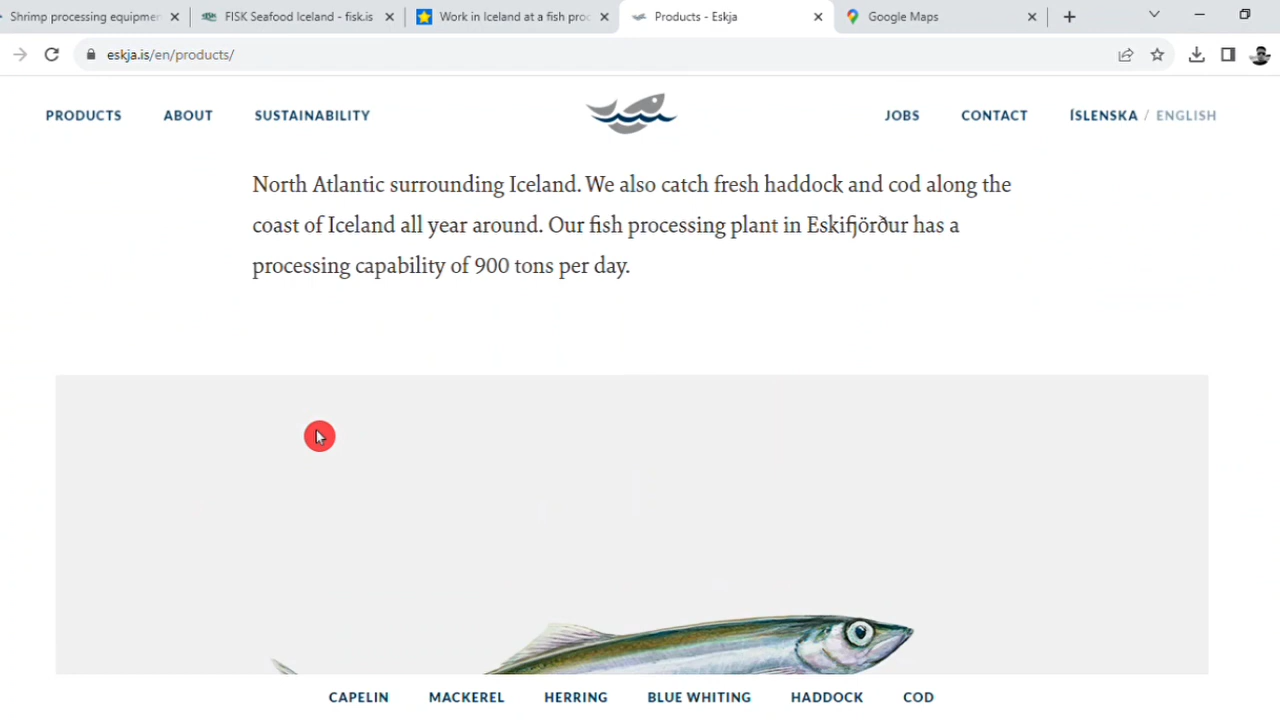 Shrimp processing equipmen
FISK Seafood Iceland - fisk.is
Work in Iceland at a fish proc
Products - Eskja
Google Maps
eskja.is/en/products/
PRODUCTS ABOUT SUSTAINABILITY JOBS CONTACT ÍSLENSKA / ENGLISH
North Atlantic surrounding Iceland. We also catch fresh haddock and cod along the
coast of Iceland all year around. Our fish processing plant in Eskifjörður has a
processing capability of 900 tons per day.
CAPELIN MACKEREL HERRING BLUE WHITING HADDOCK COD